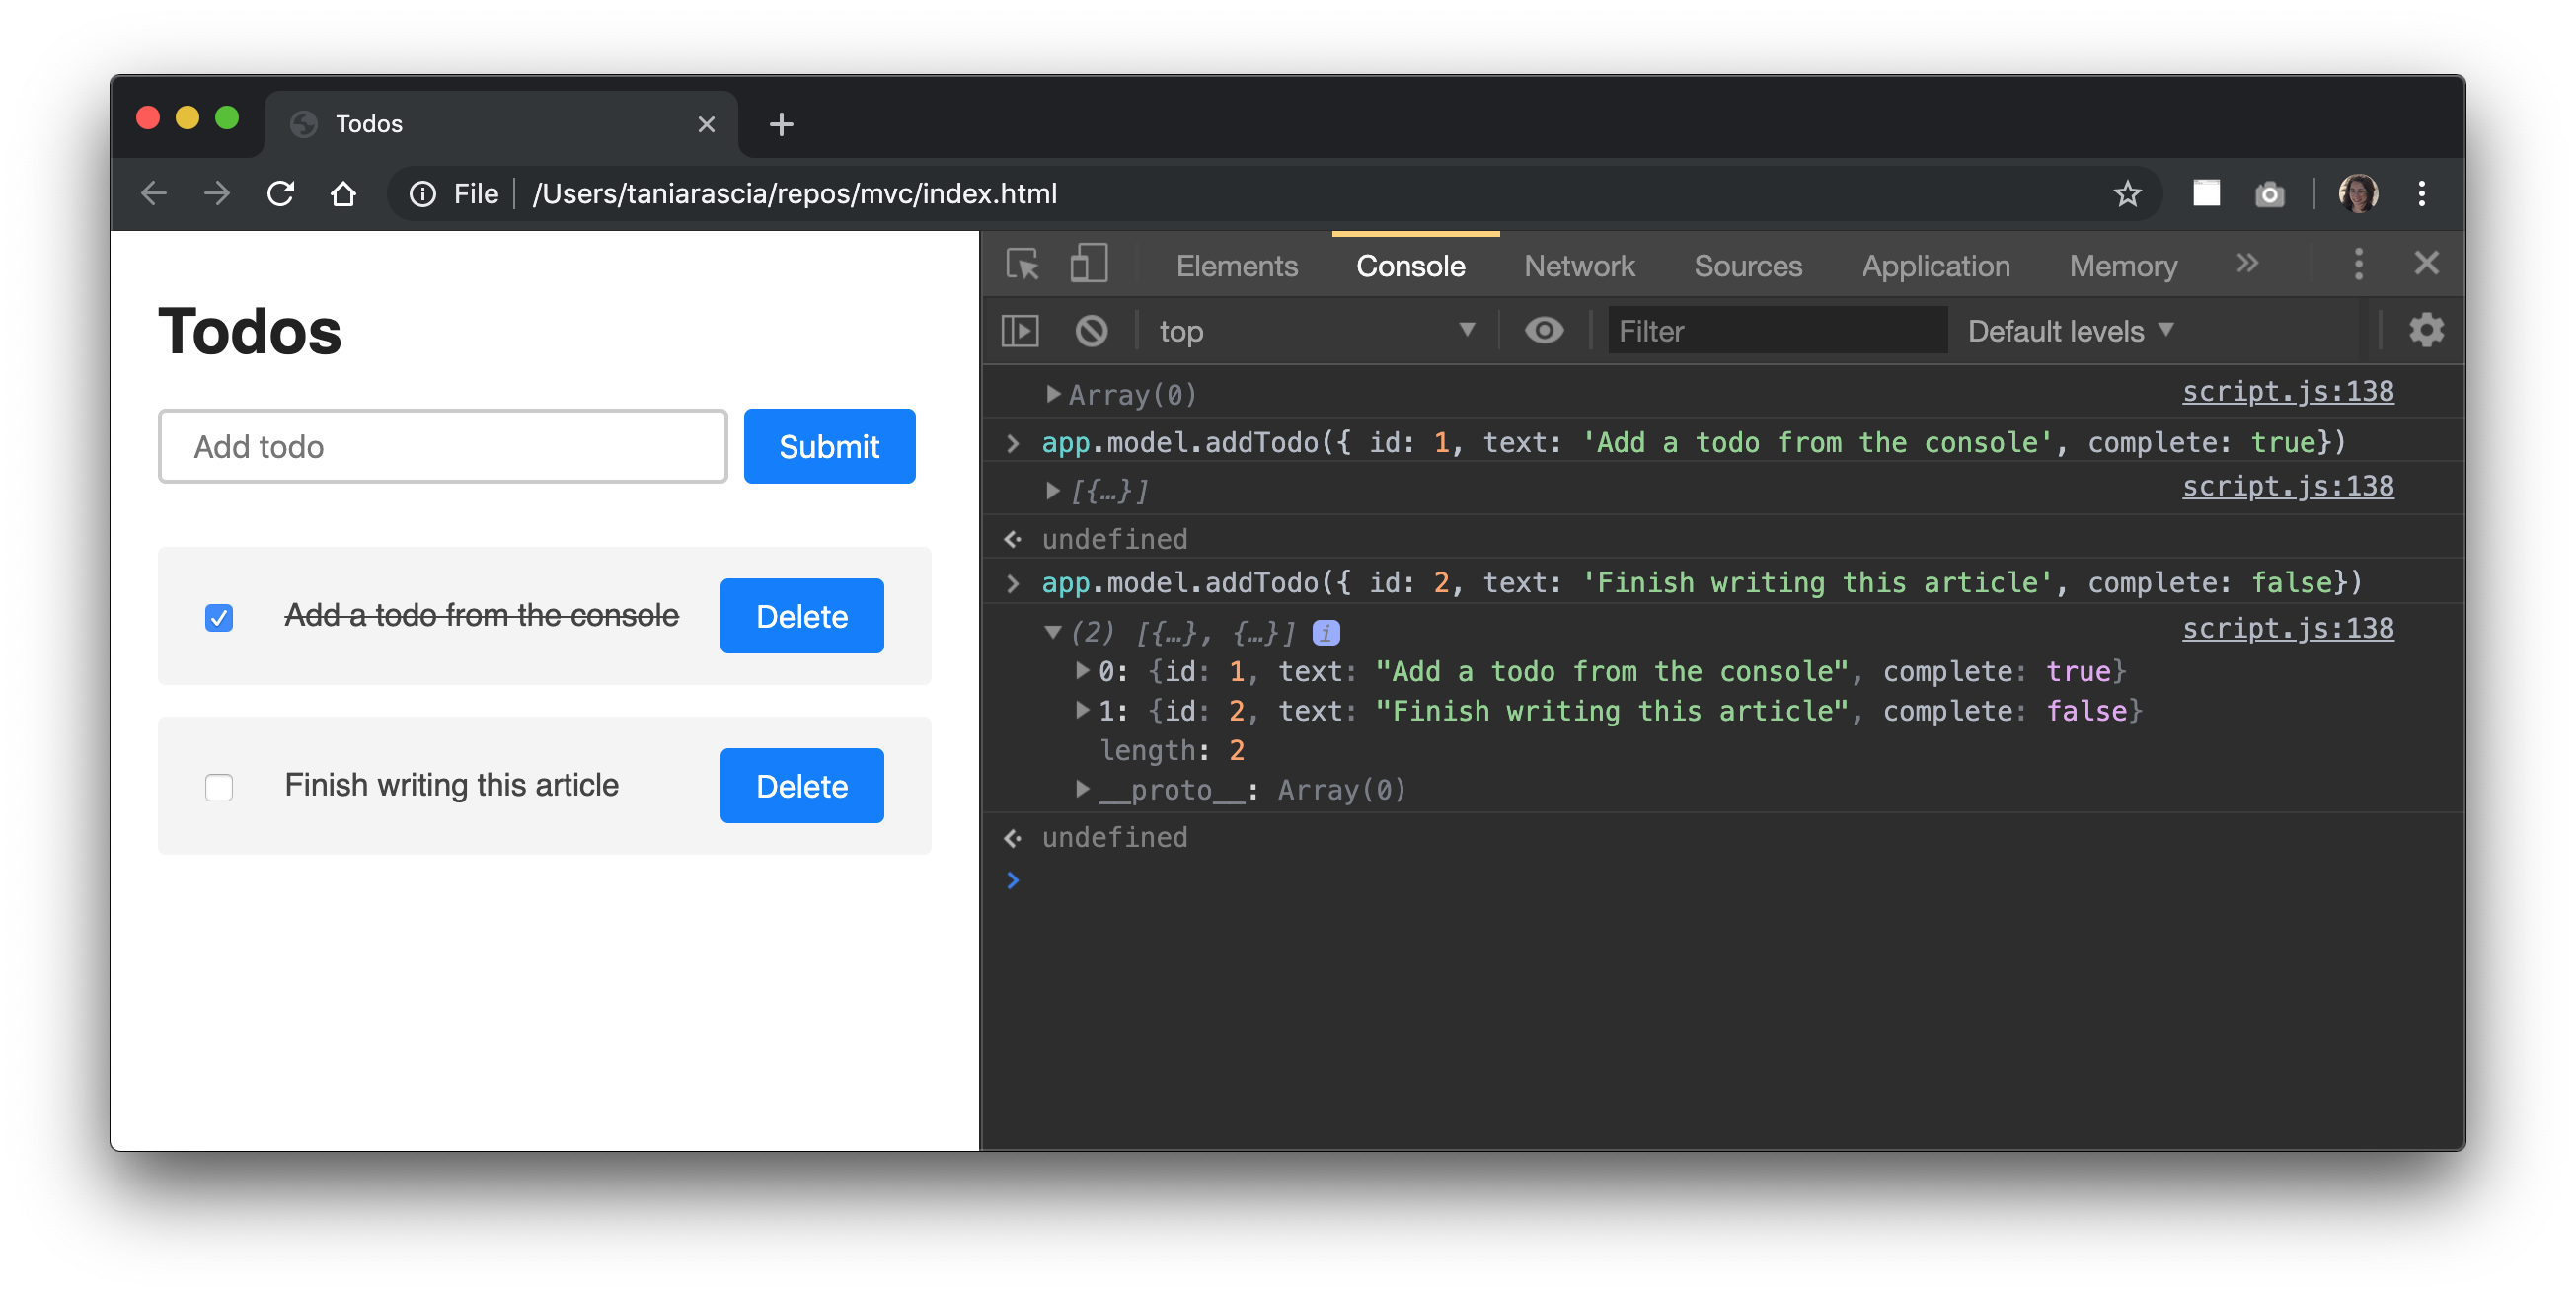 Todos
File /Users/taniarascia/repos/mvc/index.html
Todos
Add todo
Submit
Add a todo from the console
Delete
Finish writing this article
Delete
Elements Console Network Sources Application Memory »
top Filter Default levels
Array(0) script.js:138
app.model.addTodo({ id: 1, text: 'Add a todo from the console', complete: true})
[{…}] script.js:138
undefined
app.model.addTodo({ id: 2, text: 'Finish writing this article', complete: false})
(2) [{…}, {…}] i script.js:138
0: {id: 1, text: "Add a todo from the console", complete: true}
1: {id: 2, text: "Finish writing this article", complete: false}
length: 2
__proto__: Array(0)
undefined